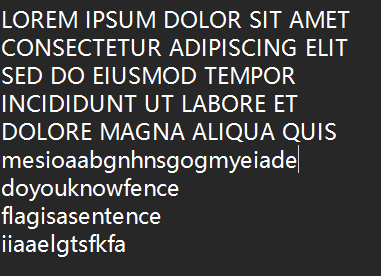 LOREM IPSUM DOLOR SIT AMET
CONSECTETUR ADIPISCING ELIT
SED DO EIUSMOD TEMPOR
INCIDIDUNT UT LABORE ET
DOLORE MAGNA ALIQUA QUIS
mesioaabgnhnsgogmyeiade
doyouknowfence
flagisasentence
iiaaelgtsfkfa